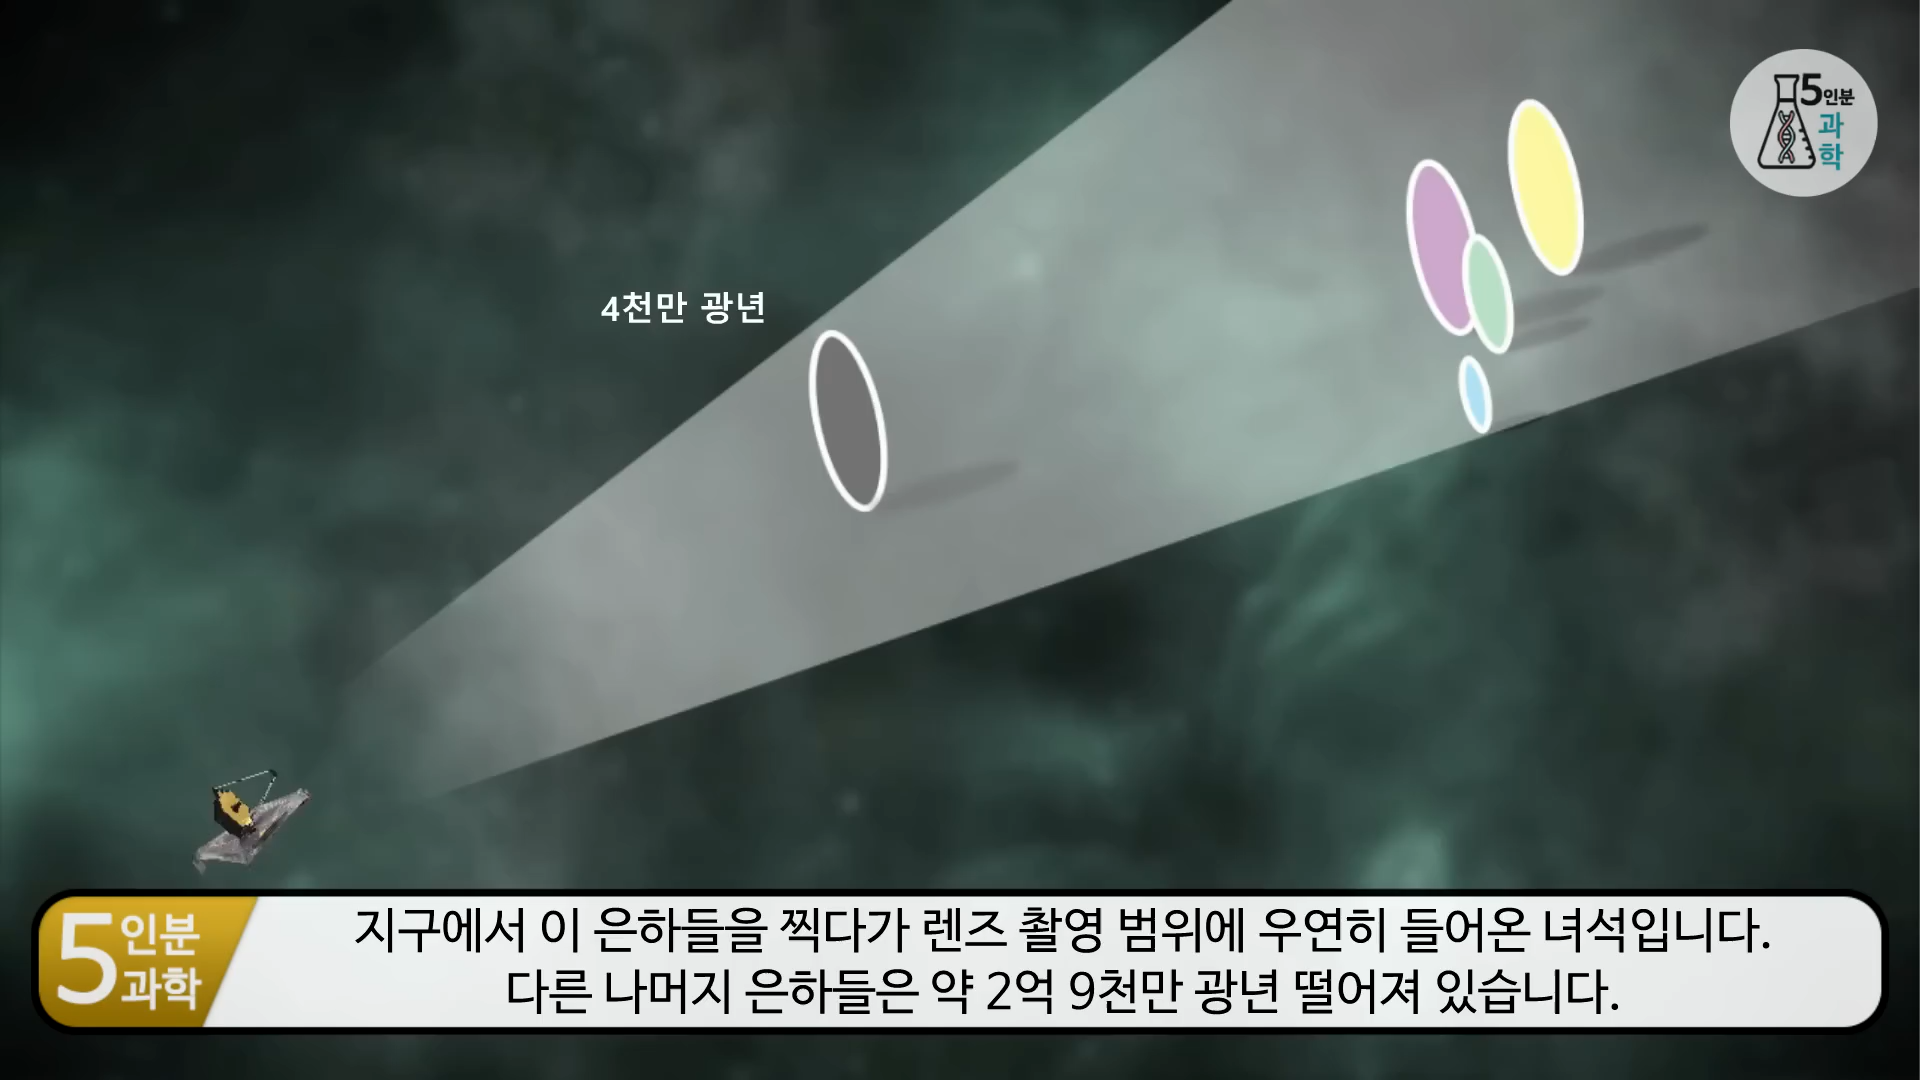 5인분
과
학
4천만 광년
5인분
과학
지구에서 이 은하들을 찍다가 렌즈 촬영 범위에 우연히 들어온 녀석입니다.
다른 나머지 은하들은 약 2억 9천만 광년 떨어져 있습니다.